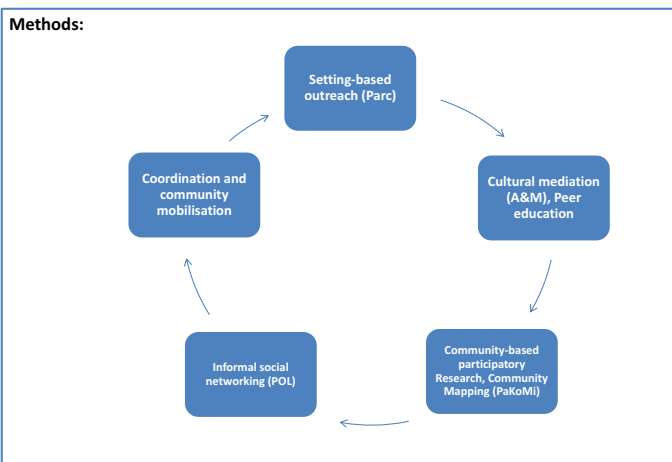 Methods:
Setting-based
outreach (Parc)
Cultural mediation
(A&M), Peer
education
Community-based
participatory
Research, Community
Mapping (PaKoMi)
Informal social
networking (POL)
Coordination and
community
mobilisation